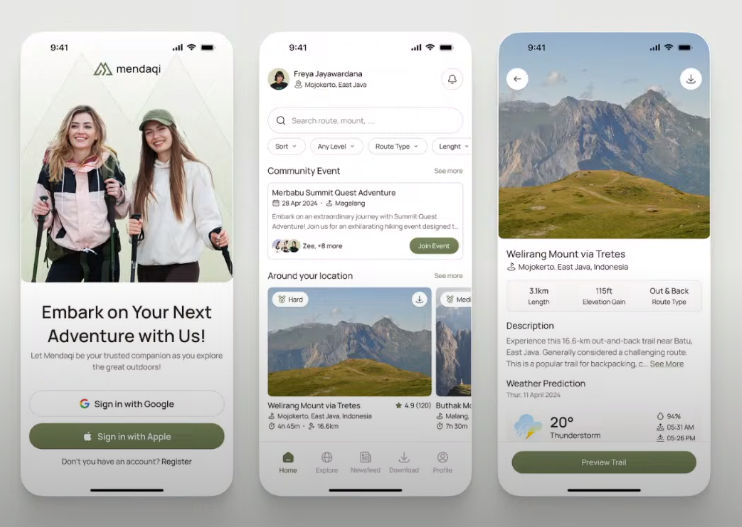 9:41
mendaqi
Embark on Your Next
Adventure with Us!
Let Mendaqi be your trusted companion as you explore
the great outdoors!
Sign in with Google
Sign in with Apple
Don't you have an account? Register
9:41
Freya Jayawardana
Mojokerto, East Java
Search route, mount, ...
Sort
Any Level
Route Type
Lenght
Community Event
See more
Merbabu Summit Quest Adventure
28 Apr 2024 · Magelang
Embark on an extraordinary journey with Summit Quest
Adventure! Join us for an exhilarating hiking event designed t...
Zee, +8 more
Join Event
Around your location
See more
Hard
Medi
Welirang Mount via Tretes
4.9 (120)
Mojokerto, East Java, Indonesia
4h 45m · 16.6km
Buthak Mo
Malang,
7h 30m
Home
Explore
Newsfeed
Download
Profile
9:41
Welirang Mount via Tretes
Mojokerto, East Java, Indonesia
3.1km
Length
115ft
Elevation Gain
Out & Back
Route Type
Description
Experience this 16.6-km out-and-back trail near Batu,
East Java. Generally considered a challenging route.
This is a popular trail for backpacking, c... See More
Weather Prediction
Thur, 11 April 2024
20°
Thunderstorm
94%
05:31 AM
05:26 PM
Preview Trail